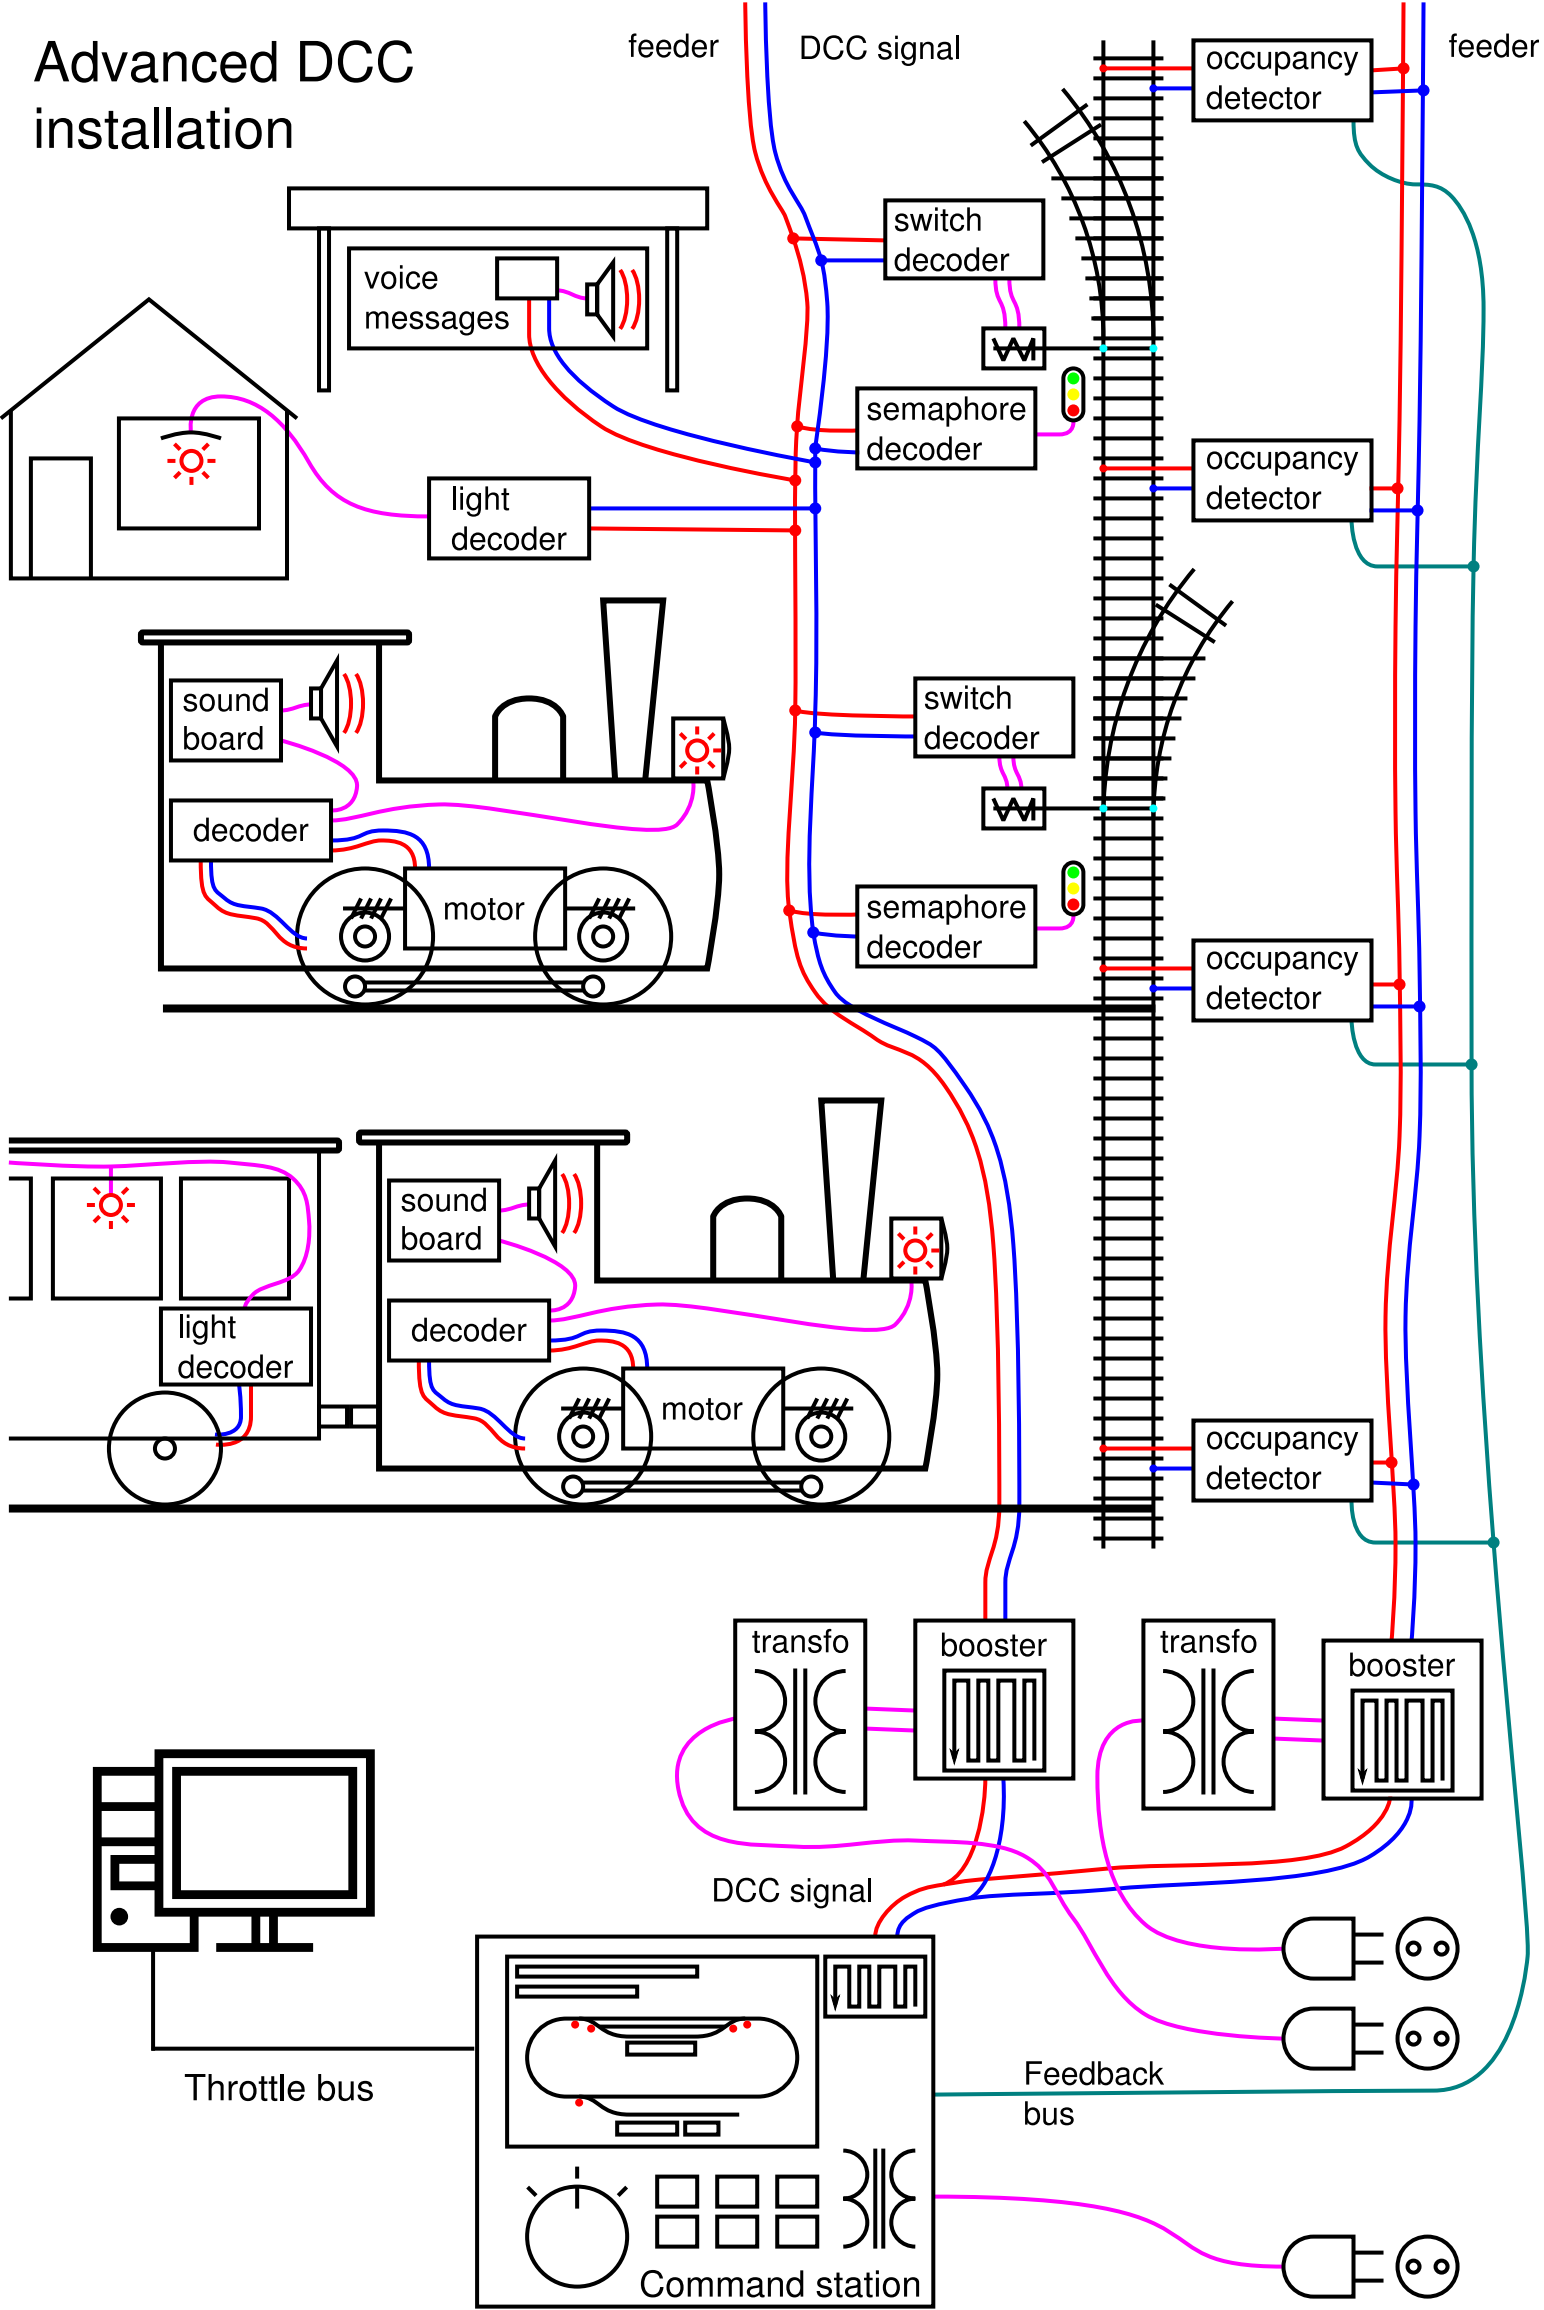 Advanced DCC
installation
feeder
DCC signal
feeder
occupancy
detector
switch
decoder
voice
messages
semaphore
decoder
occupancy
detector
light
decoder
sound
board
switch
decoder
decoder
motor
semaphore
decoder
occupancy
detector
sound
board
light
decoder
decoder
motor
occupancy
detector
transfo
booster
transfo
booster
DCC signal
Throttle bus
Feedback
bus
Command station